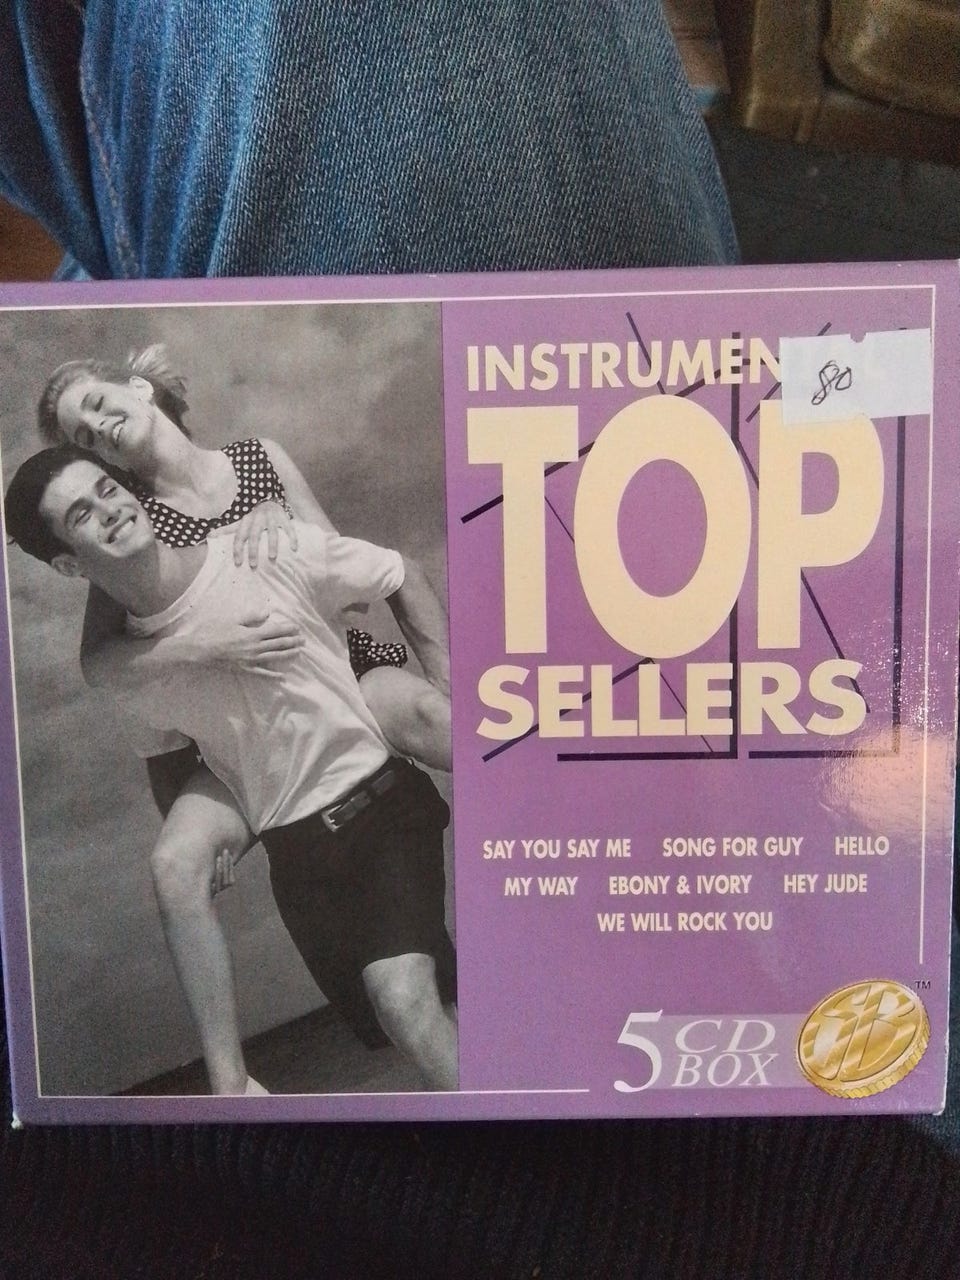 INSTRUMEN
80
TOP
SELLERS
SAY YOU SAY ME SONG FOR GUY HELLO
MY WAY EBONY & IVORY HEY JUDE
WE WILL ROCK YOU
5 CD
BOX
TM